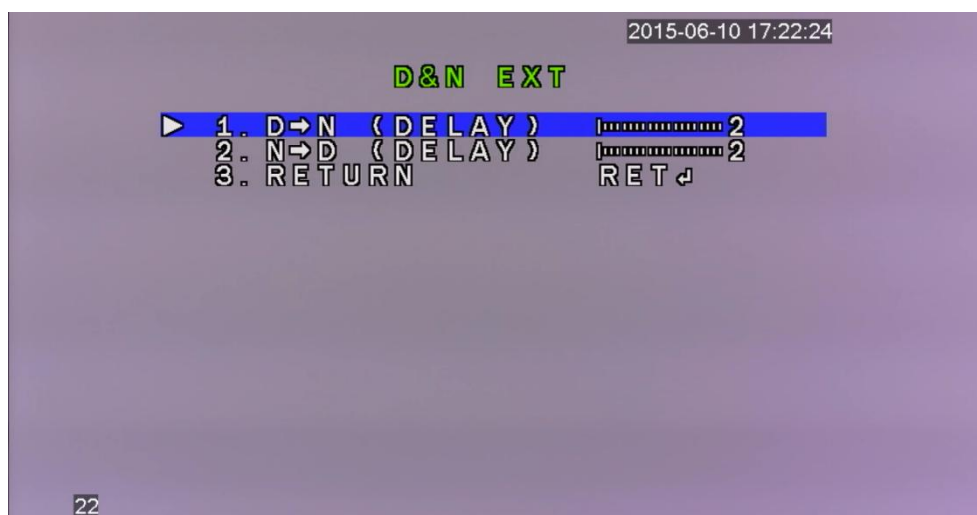 2015-06-10 17:22:24
D&N EXT
1. D➡N (DELAY) 2
2. N➡D (DELAY) 2
3. RETURN RET↲
22